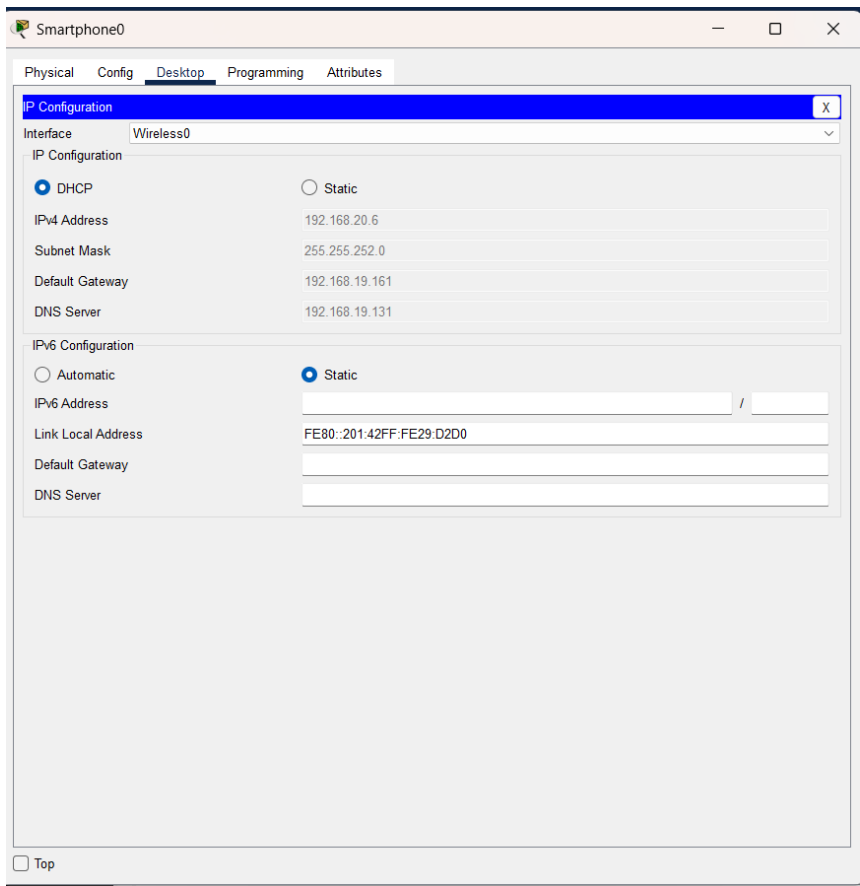 Smartphone0
Physical Config Desktop Programming Attributes
IP Configuration X
Interface Wireless0
IP Configuration
DHCP Static
IPv4 Address 192.168.20.6
Subnet Mask 255.255.252.0
Default Gateway 192.168.19.161
DNS Server 192.168.19.131
IPv6 Configuration
Automatic Static
IPv6 Address /
Link Local Address FE80::201:42FF:FE29:D2D0
Default Gateway
DNS Server
Top